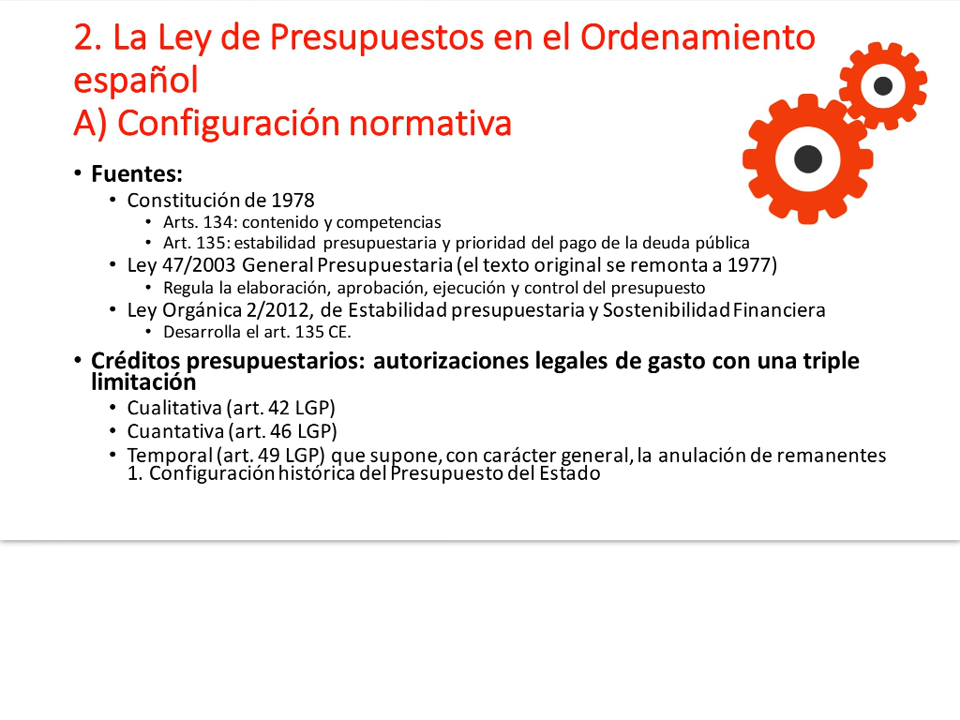 2. La Ley de Presupuestos en el Ordenamiento
español
A) Configuración normativa
• Fuentes:
• Constitución de 1978
• Arts. 134: contenido y competencias
• Art. 135: estabilidad presupuestaria y prioridad del pago de la deuda pública
• Ley 47/2003 General Presupuestaria (el texto original se remonta a 1977)
• Regula la elaboración, aprobación, ejecución y control del presupuesto
• Ley Orgánica 2/2012, de Estabilidad presupuestaria y Sostenibilidad Financiera
• Desarrolla el art. 135 CE.
• Créditos presupuestarios: autorizaciones legales de gasto con una triple
limitación
• Cualitativa (art. 42 LGP)
• Cuantativa (art. 46 LGP)
• Temporal (art. 49 LGP) que supone, con carácter general, la anulación de remanentes
1. Configuración histórica del Presupuesto del Estado